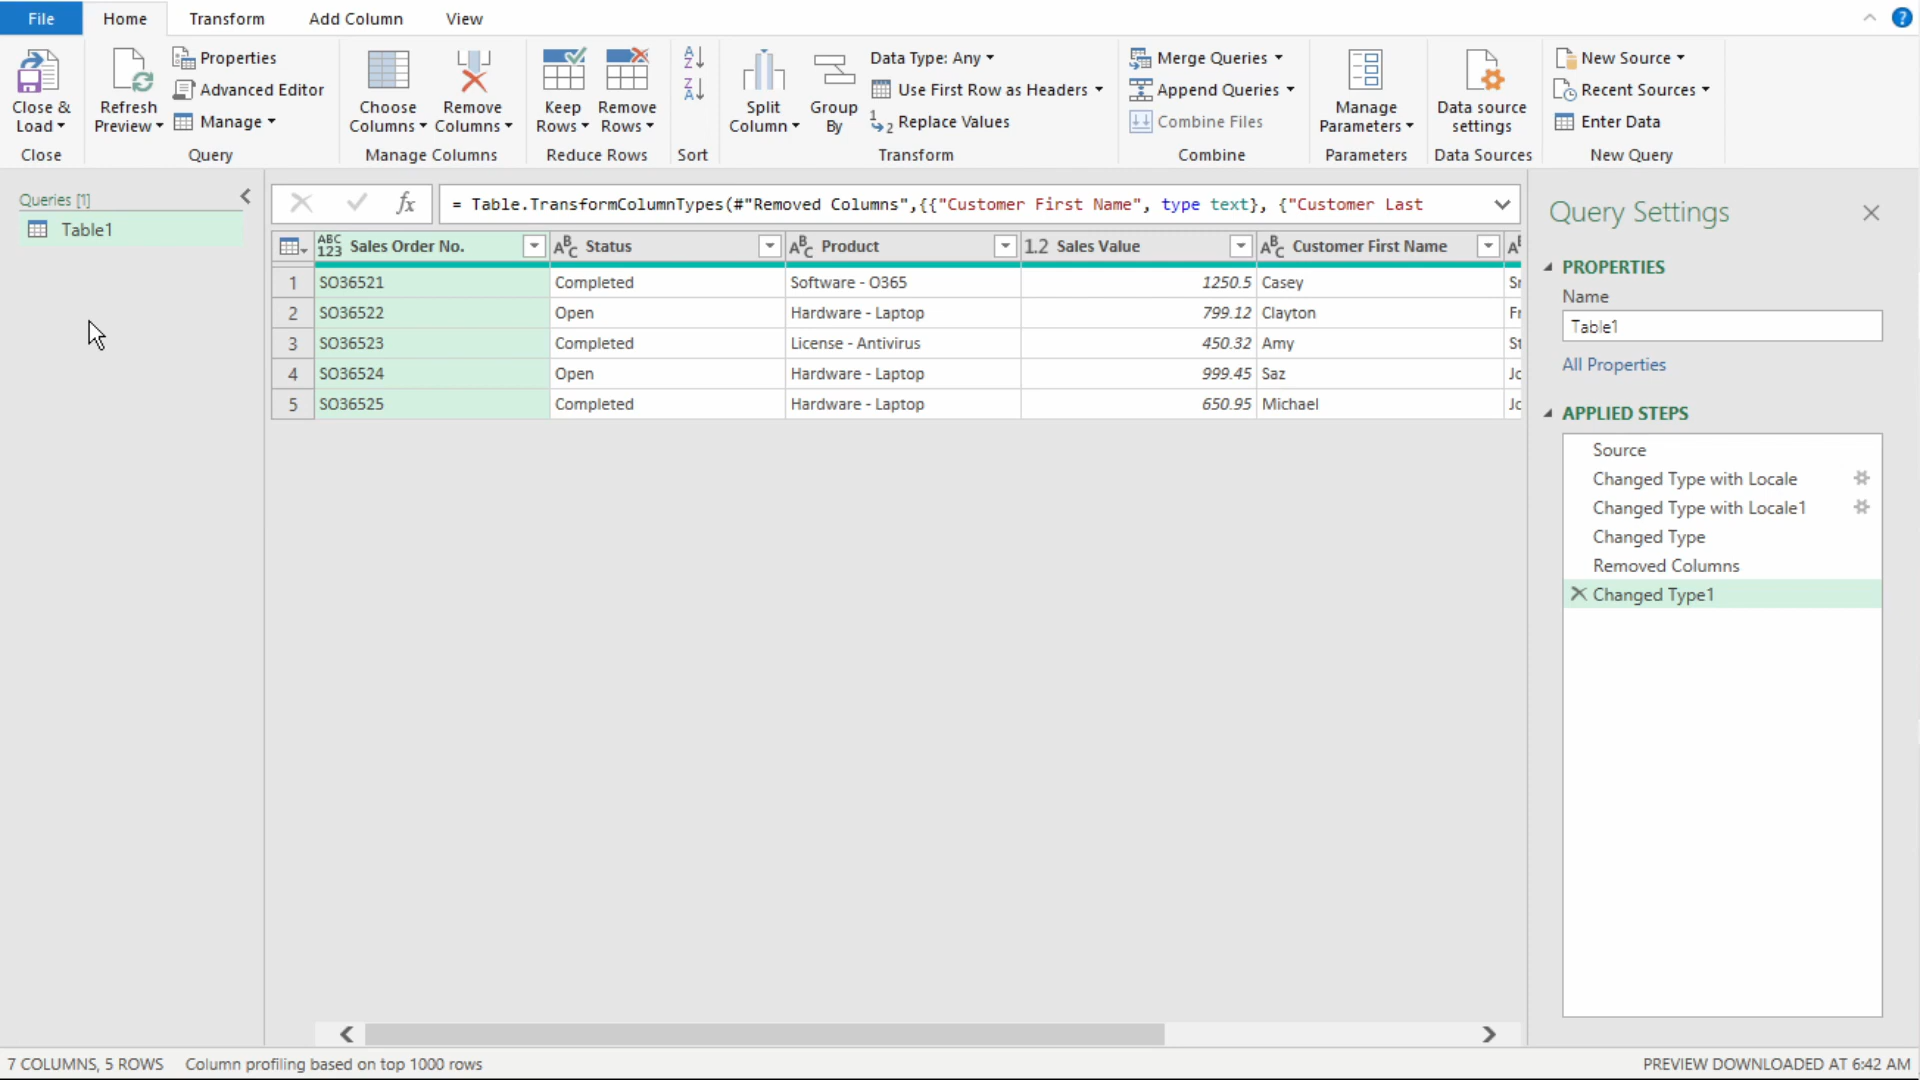 File Home Transform Add Column View
Close & Load
Close
Refresh Preview
Properties
Advanced Editor
Manage
Query
Choose Columns
Remove Columns
Manage Columns
Keep Rows
Remove Rows
Reduce Rows
Sort
Split Column
Group By
Data Type: Any
Use First Row as Headers
1 2 Replace Values
Transform
Merge Queries
Append Queries
Combine Files
Combine
Manage Parameters
Parameters
Data source settings
Data Sources
New Source
Recent Sources
Enter Data
New Query
Queries [1]
Table1
fx = Table.TransformColumnTypes(#"Removed Columns",{{"Customer First Name", type text}, {"Customer Last
ABC 123 Sales Order No. ABC Status ABC Product 1.2 Sales Value ABC Customer First Name
1 SO36521 Completed Software - O365 1250.5 Casey
2 SO36522 Open Hardware - Laptop 799.12 Clayton
3 SO36523 Completed License - Antivirus 450.32 Amy
4 SO36524 Open Hardware - Laptop 999.45 Saz
5 SO36525 Completed Hardware - Laptop 650.95 Michael
Query Settings
PROPERTIES
Name
Table1
All Properties
APPLIED STEPS
Source
Changed Type with Locale
Changed Type with Locale1
Changed Type
Removed Columns
Changed Type1
7 COLUMNS, 5 ROWS Column profiling based on top 1000 rows
PREVIEW DOWNLOADED AT 6:42 AM